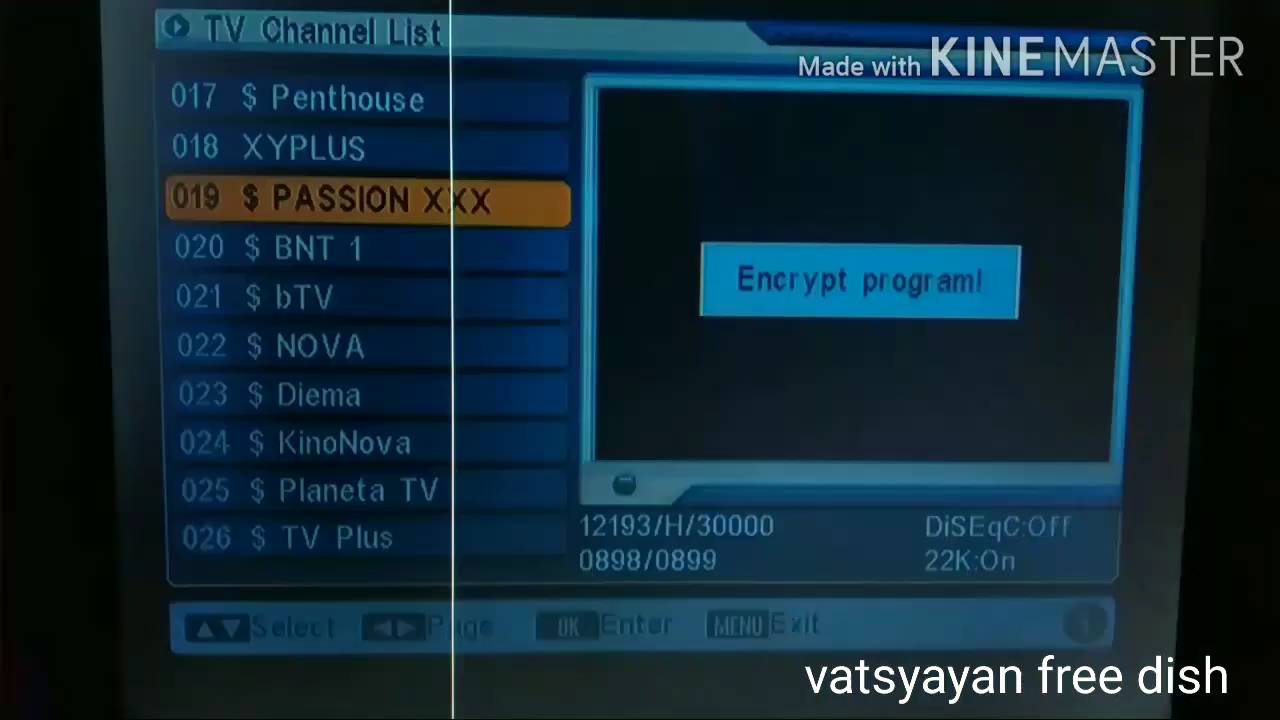 TV Channel List
Made with KINEMASTER
017 $ Penthouse
018 XYPLUS
019 $ PASSION XXX
020 $ BNT 1
021 $ bTV
022 $ NOVA
023 $ Diema
024 $ KinoNova
025 $ Planeta TV
026 $ TV Plus
Encrypt program!
12193/H/30000 DiSEqC:Off
0898/0899 22K:On
Select Page OK Enter MENU Exit
vatsyayan free dish